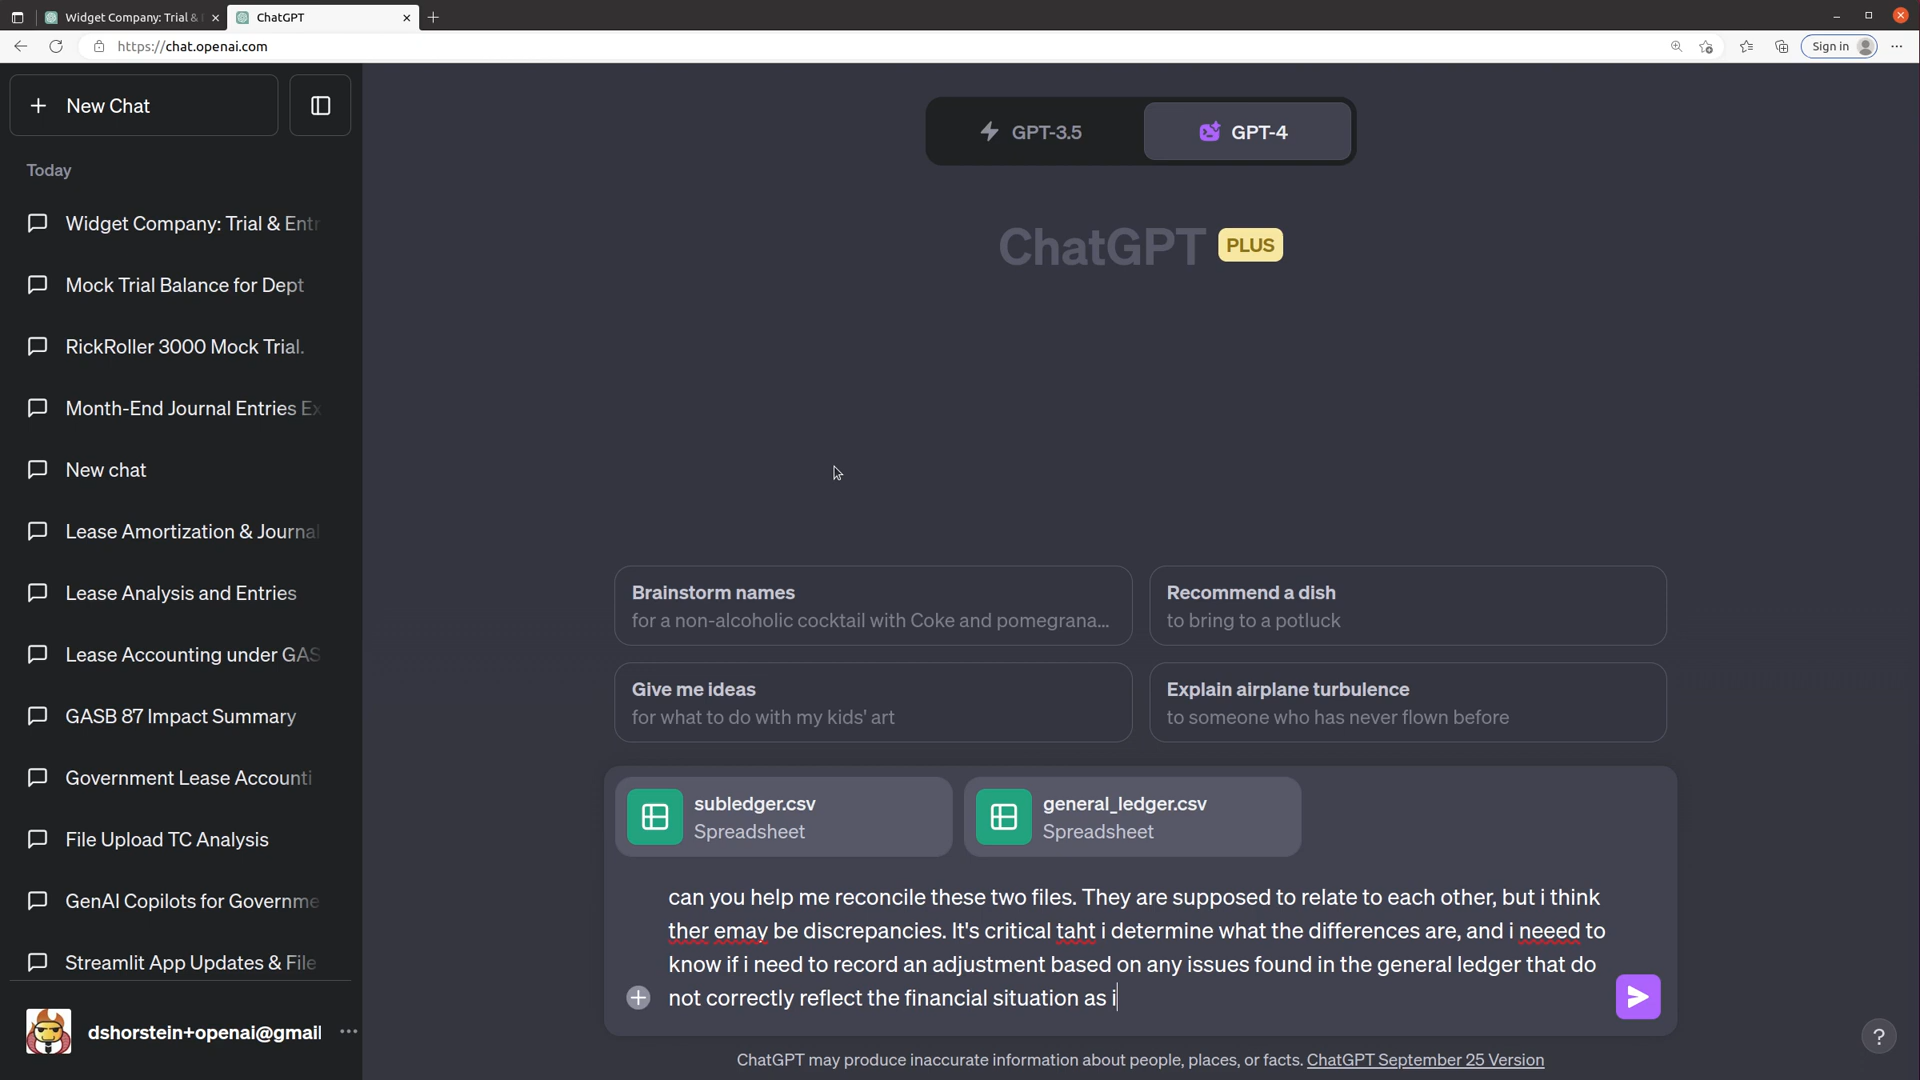 Widget Company: Trial &
ChatGPT
https://chat.openai.com
Sign in
New Chat
Today
Widget Company: Trial & Entr
Mock Trial Balance for Dept
RickRoller 3000 Mock Trial.
Month-End Journal Entries Ex
New chat
Lease Amortization & Journal
Lease Analysis and Entries
Lease Accounting under GAS
GASB 87 Impact Summary
Government Lease Accounti
File Upload TC Analysis
GenAI Copilots for Governme
Streamlit App Updates & File
dshorstein+openai@gmail
GPT-3.5
GPT-4
ChatGPT PLUS
Brainstorm names
for a non-alcoholic cocktail with Coke and pomegrana...
Recommend a dish
to bring to a potluck
Give me ideas
for what to do with my kids' art
Explain airplane turbulence
to someone who has never flown before
subledger.csv
Spreadsheet
general_ledger.csv
Spreadsheet
can you help me reconcile these two files. They are supposed to relate to each other, but i think
ther emay be discrepancies. It's critical taht i determine what the differences are, and i neeed to
know if i need to record an adjustment based on any issues found in the general ledger that do
not correctly reflect the financial situation as i
ChatGPT may produce inaccurate information about people, places, or facts. ChatGPT September 25 Version
?